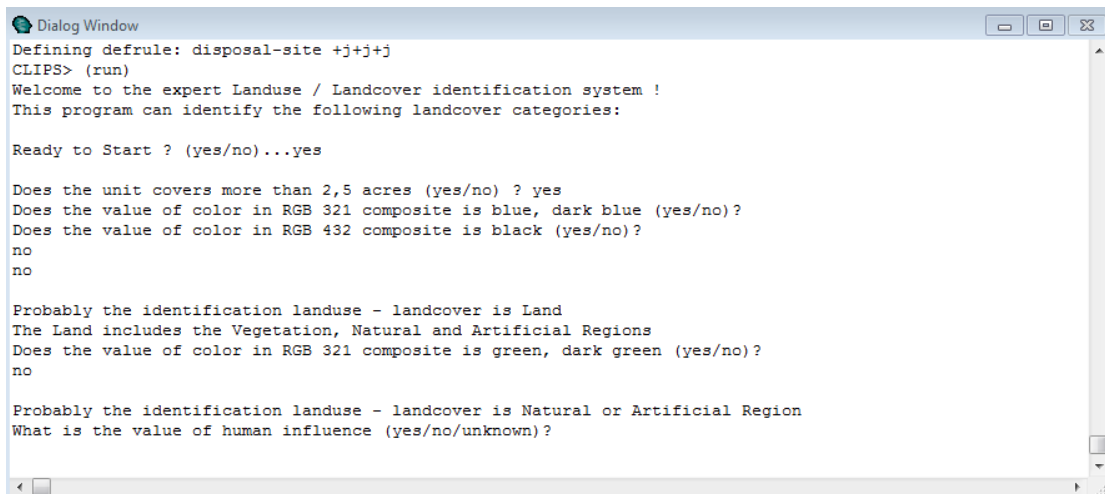 Dialog Window
Defining defrule: disposal-site +j+j+j
CLIPS> (run)
Welcome to the expert Landuse / Landcover identification system !
This program can identify the following landcover categories:
Ready to Start ? (yes/no)...yes
Does the unit covers more than 2,5 acres (yes/no) ? yes
Does the value of color in RGB 321 composite is blue, dark blue (yes/no)?
Does the value of color in RGB 432 composite is black (yes/no)?
no
no
Probably the identification landuse - landcover is Land
The Land includes the Vegetation, Natural and Artificial Regions
Does the value of color in RGB 321 composite is green, dark green (yes/no)?
no
Probably the identification landuse - landcover is Natural or Artificial Region
What is the value of human influence (yes/no/unknown)?